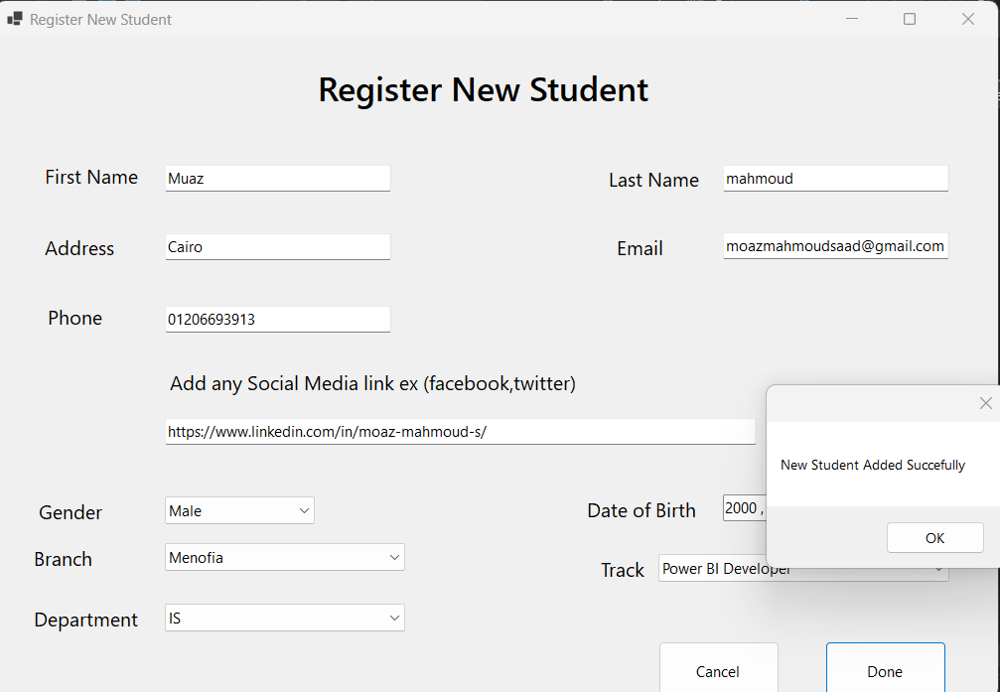 Register New Student
Register New Student
First Name Muaz Last Name mahmoud
Address Cairo Email moazmahmoudsaad@gmail.com
Phone 01206693913
Add any Social Media link ex (facebook,twitter)
https://www.linkedin.com/in/moaz-mahmoud-s/
New Student Added Succefully
OK
Gender Male Date of Birth 2000 ,
Branch Menofia Track Power BI Developer
Department IS
Cancel Done